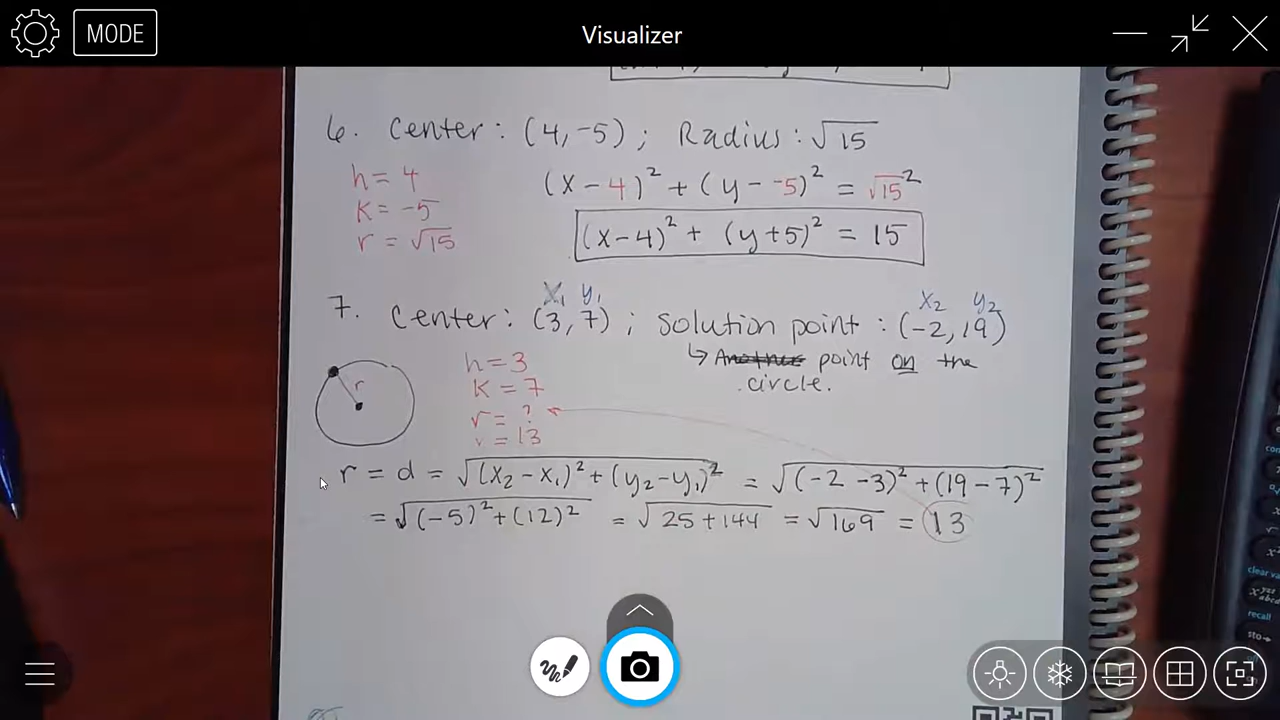 MODE
Visualizer
6. Center: (4,-5); Radius: √15
h = 4
(x-4)² + (y--5)² = √15²
k = -5
(x-4)² + (y+5)² = 15
r = √15
x₁ y₁
x₂ y₂
7. Center: (3,7); Solution point: (-2,19)
↳ point on the
circle.
h = 3
k = 7
r = ?
r = 13
r
r = d = √(x₂-x₁)²+(y₂-y₁)² = √(-2-3)²+(19-7)²
= √(-5)²+(12)² = √25+144 = √169 = 13
clear
recall
sto→